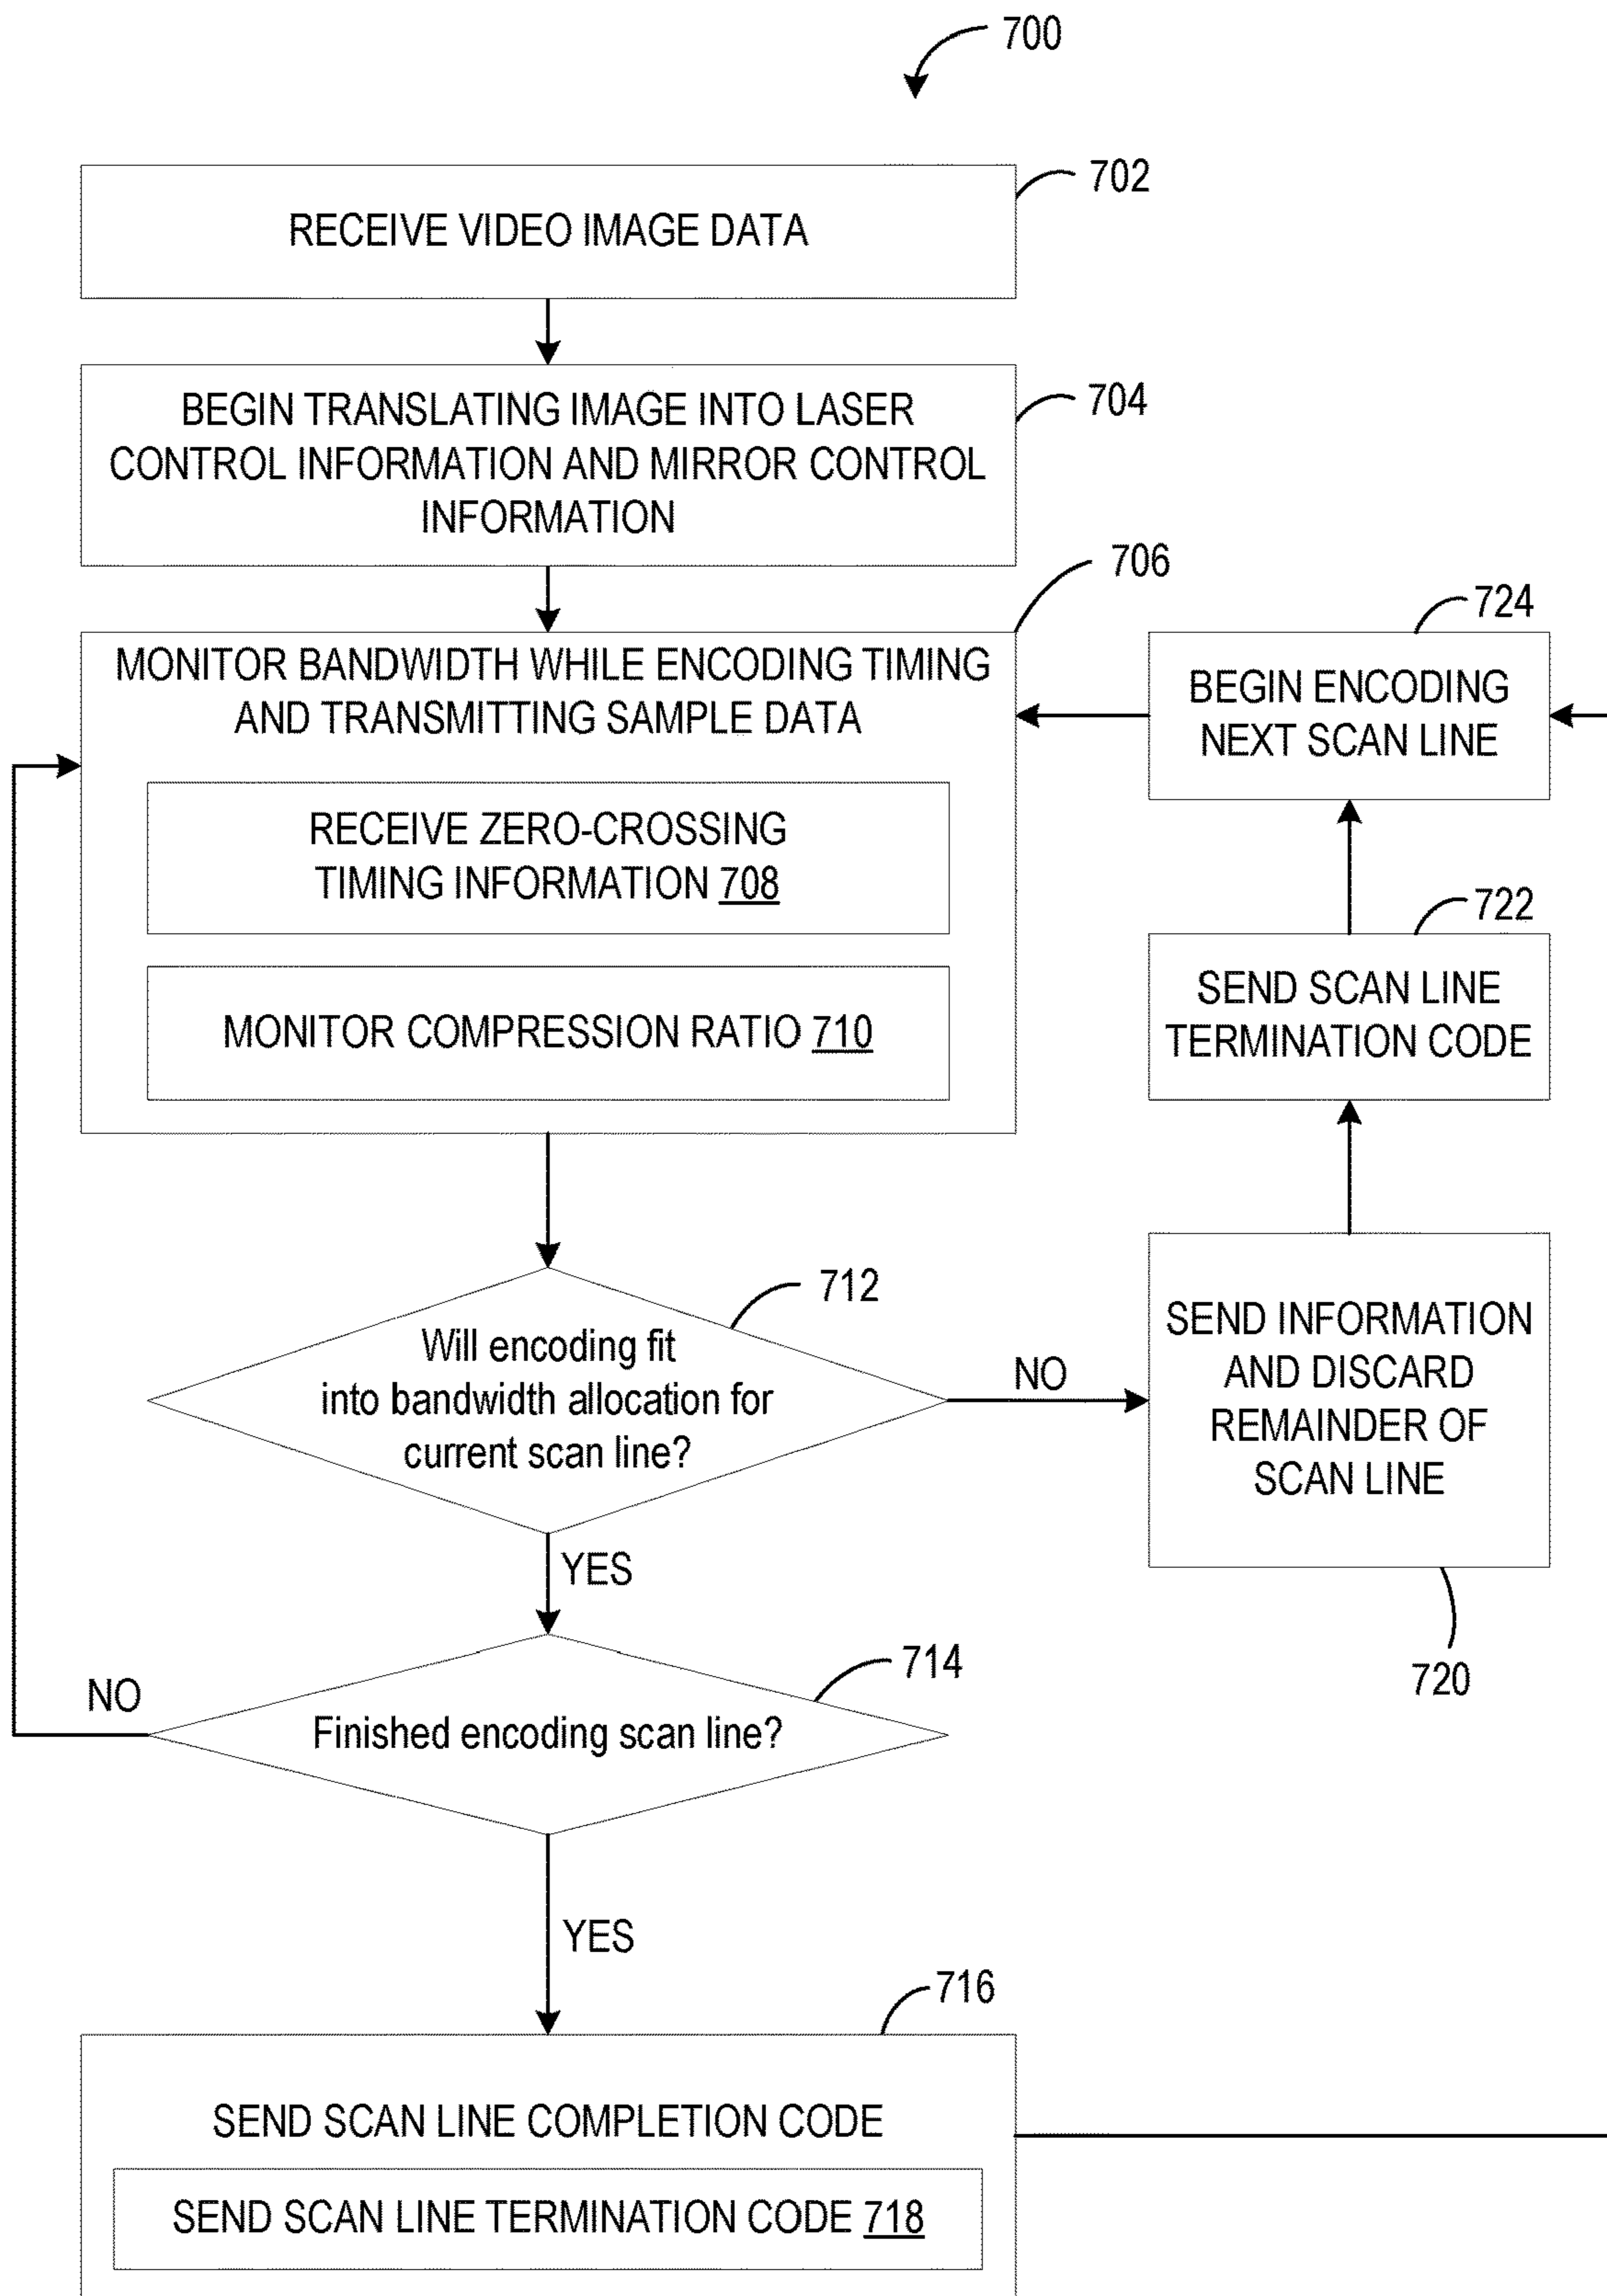 700
702
RECEIVE VIDEO IMAGE DATA
704
BEGIN TRANSLATING IMAGE INTO LASER
CONTROL INFORMATION AND MIRROR CONTROL
INFORMATION
706
MONITOR BANDWIDTH WHILE ENCODING TIMING
AND TRANSMITTING SAMPLE DATA
RECEIVE ZERO-CROSSING
TIMING INFORMATION 708
MONITOR COMPRESSION RATIO 710
724
BEGIN ENCODING
NEXT SCAN LINE
722
SEND SCAN LINE
TERMINATION CODE
712
Will encoding fit
into bandwidth allocation for
current scan line?
NO
SEND INFORMATION
AND DISCARD
REMAINDER OF
SCAN LINE
720
YES
714
Finished encoding scan line?
NO
YES
716
SEND SCAN LINE COMPLETION CODE
SEND SCAN LINE TERMINATION CODE 718